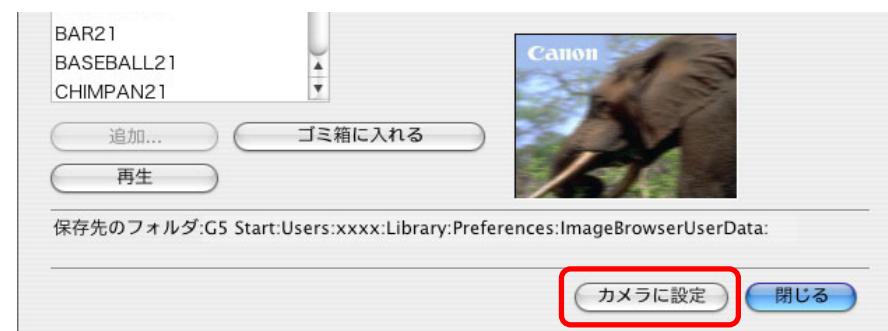 BAR21
BASEBALL21
CHIMPAN21
Canon
追加...
ゴミ箱に入れる
再生
保存先のフォルダ:G5 Start:Users:xxxx:Library:Preferences:ImageBrowserUserData:
カメラに設定
閉じる